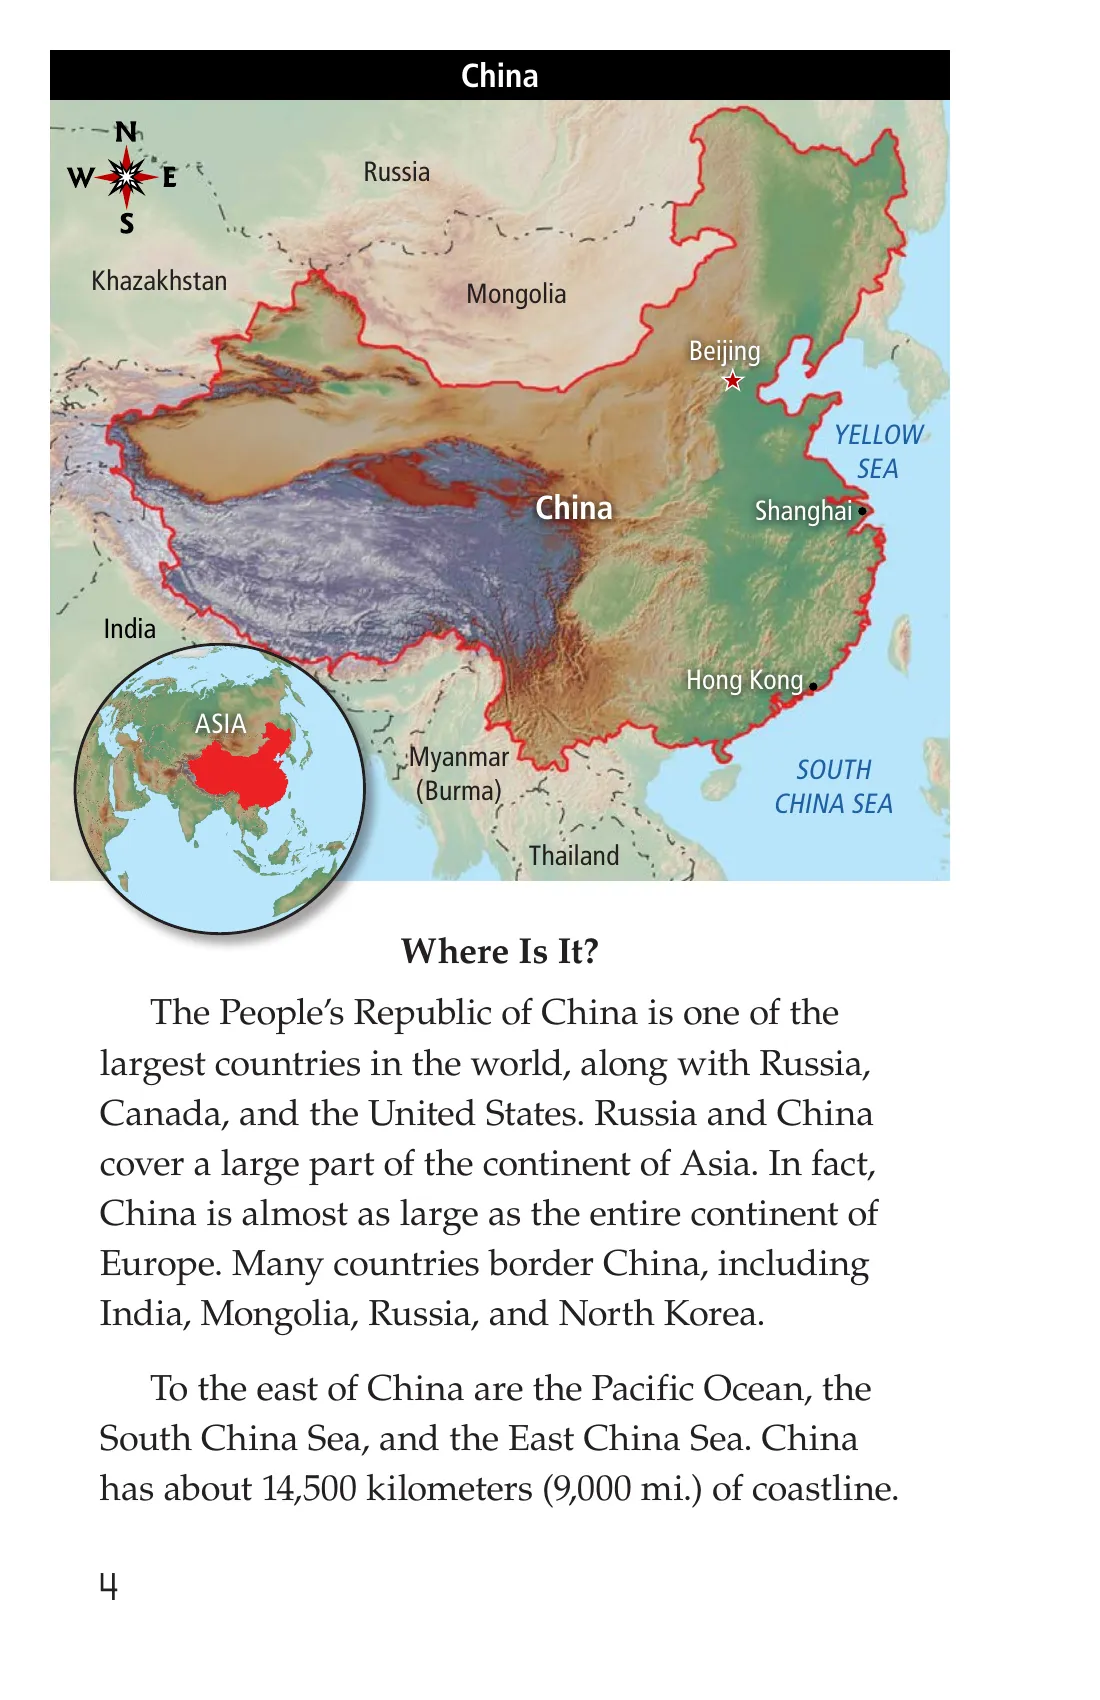 China
N
W E
S
Russia
Khazakhstan
Mongolia
Beijing
YELLOW
SEA
China
Shanghai
India
Hong Kong
ASIA
Myanmar
(Burma)
SOUTH
CHINA SEA
Thailand
Where Is It?
The People’s Republic of China is one of the
largest countries in the world, along with Russia,
Canada, and the United States. Russia and China
cover a large part of the continent of Asia. In fact,
China is almost as large as the entire continent of
Europe. Many countries border China, including
India, Mongolia, Russia, and North Korea.
To the east of China are the Pacific Ocean, the
South China Sea, and the East China Sea. China
has about 14,500 kilometers (9,000 mi.) of coastline.
4